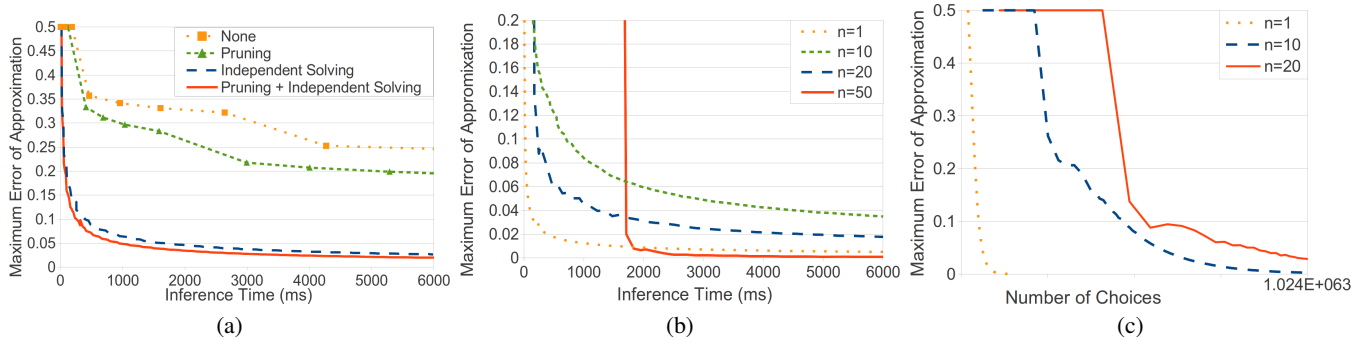 Maximum Error of Approximation
0.5
0.45
0.4
0.35
0.3
0.25
0.2
0.15
0.1
0.05
0
None
Pruning
Independent Solving
Pruning + Independent Solving
0 1000 2000 3000 4000 5000 6000
Inference Time (ms)
(a)
Maximum Error of Appromixation
0.2
0.18
0.16
0.14
0.12
0.1
0.08
0.06
0.04
0.02
0
n=1
n=10
n=20
n=50
0 1000 2000 3000 4000 5000 6000
Inference Time (ms)
(b)
Maximum Error of Approximation
0.5
0.4
0.3
0.2
0.1
0
n=1
n=10
n=20
Number of Choices
1.024E+063
(c)